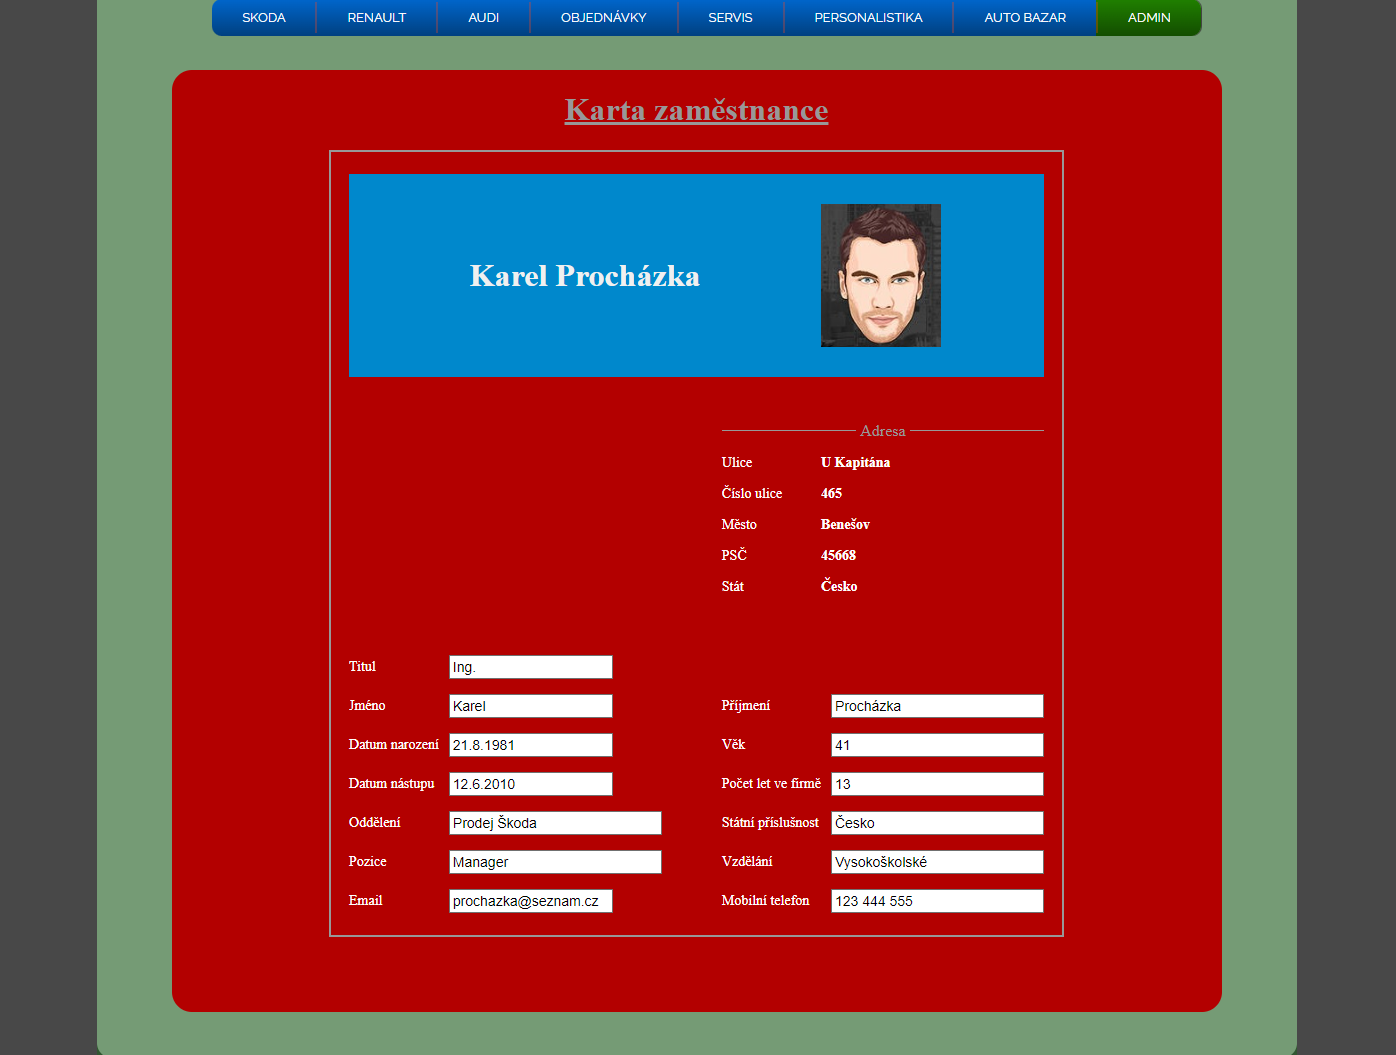 SKODA RENAULT AUDI OBJEDNÁVKY SERVIS PERSONALISTIKA AUTO BAZAR ADMIN
Karta zaměstnance
Karel Procházka
Adresa
Ulice U Kapitána
Číslo ulice 465
Město Benešov
PSČ 45668
Stát Česko
Titul Ing.
Jméno Karel Příjmení Procházka
Datum narození 21.8.1981 Věk 41
Datum nástupu 12.6.2010 Počet let ve firmě 13
Oddělení Prodej Škoda Státní příslušnost Česko
Pozice Manager Vzdělání Vysokoškolské
Email prochazka@seznam.cz Mobilní telefon 123 444 555